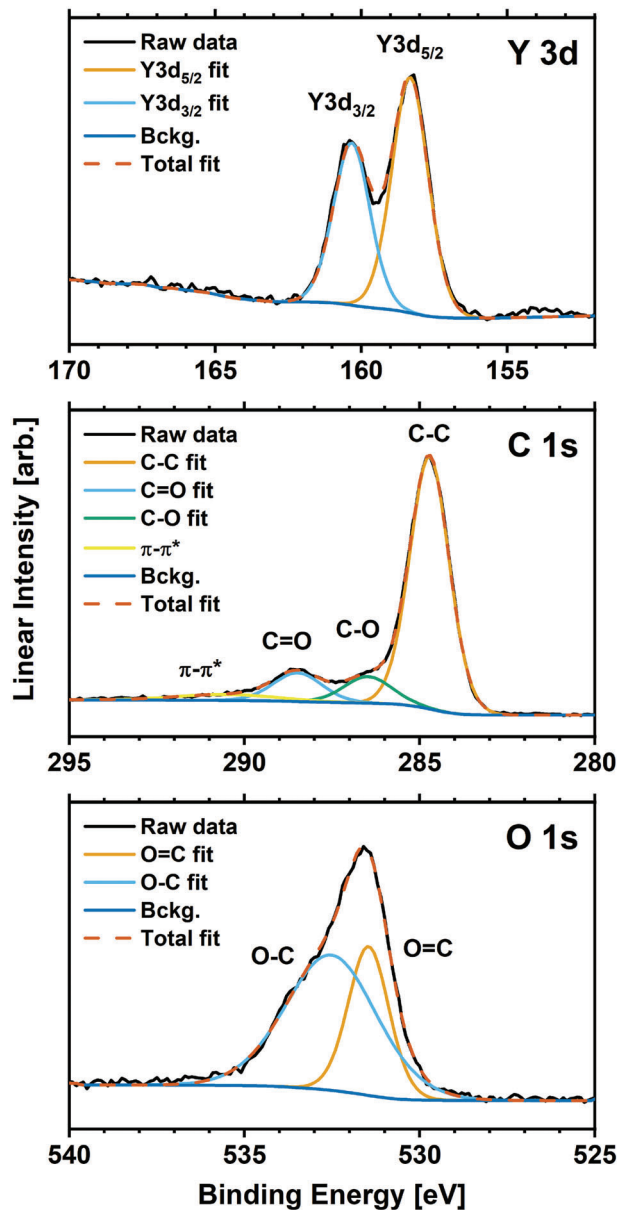 Raw data
Y3d5/2 fit
Y3d3/2 fit
Bckg.
Total fit
Y3d5/2
Y3d3/2
Y 3d
170 165 160 155
Raw data
C-C fit
C=O fit
C-O fit
π-π*
Bckg.
Total fit
C-C
C 1s
C=O
C-O
π-π*
295 290 285 280
Raw data
O=C fit
O-C fit
Bckg.
Total fit
O 1s
O-C
O=C
540 535 530 525
Linear Intensity [arb.]
Binding Energy [eV]